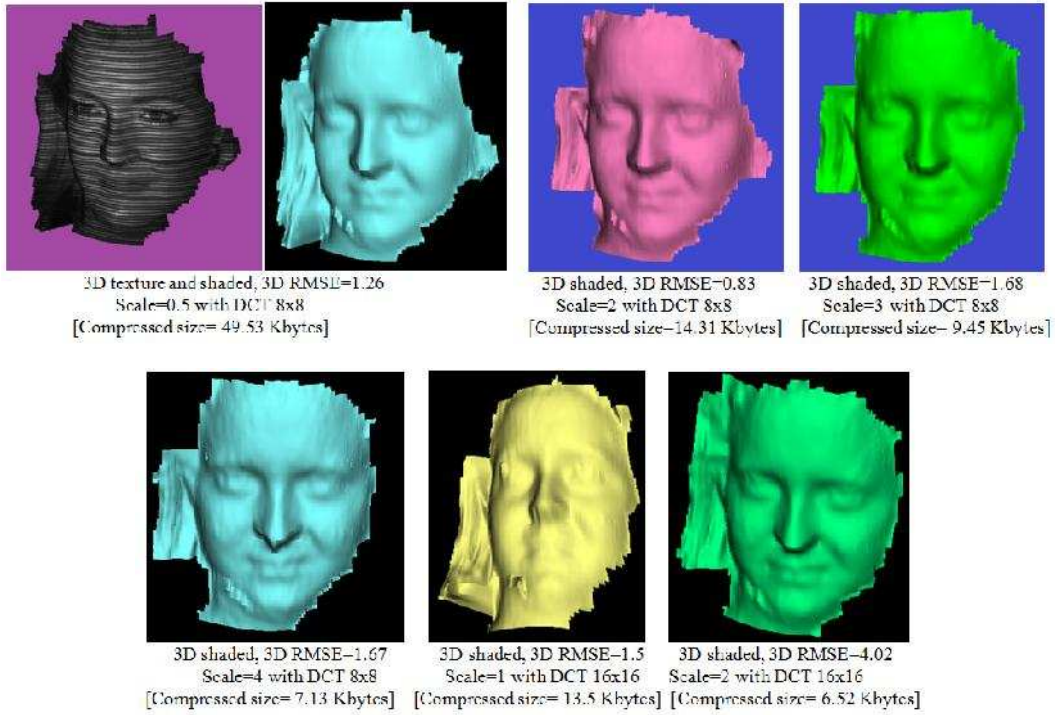 3D texture and shaded, 3D RMSE=1.26
Scale=0.5 with DCT 8x8
[Compressed size= 49.53 Kbytes]
3D shaded, 3D RMSE=0.83
Scale=2 with DCT 8x8
[Compressed size=14.31 Kbytes]
3D shaded, 3D RMSE=1.68
Scale=3 with DCT 8x8
[Compressed size= 9.45 Kbytes]
3D shaded, 3D RMSE=1.67
Scale=4 with DCT 8x8
[Compressed size= 7.13 Kbytes]
3D shaded, 3D RMSE=1.5
Scale=1 with DCT 16x16
[Compressed size= 13.5 Kbytes]
3D shaded, 3D RMSE=4.02
Scale=2 with DCT 16x16
[Compressed size= 6.52 Kbytes]